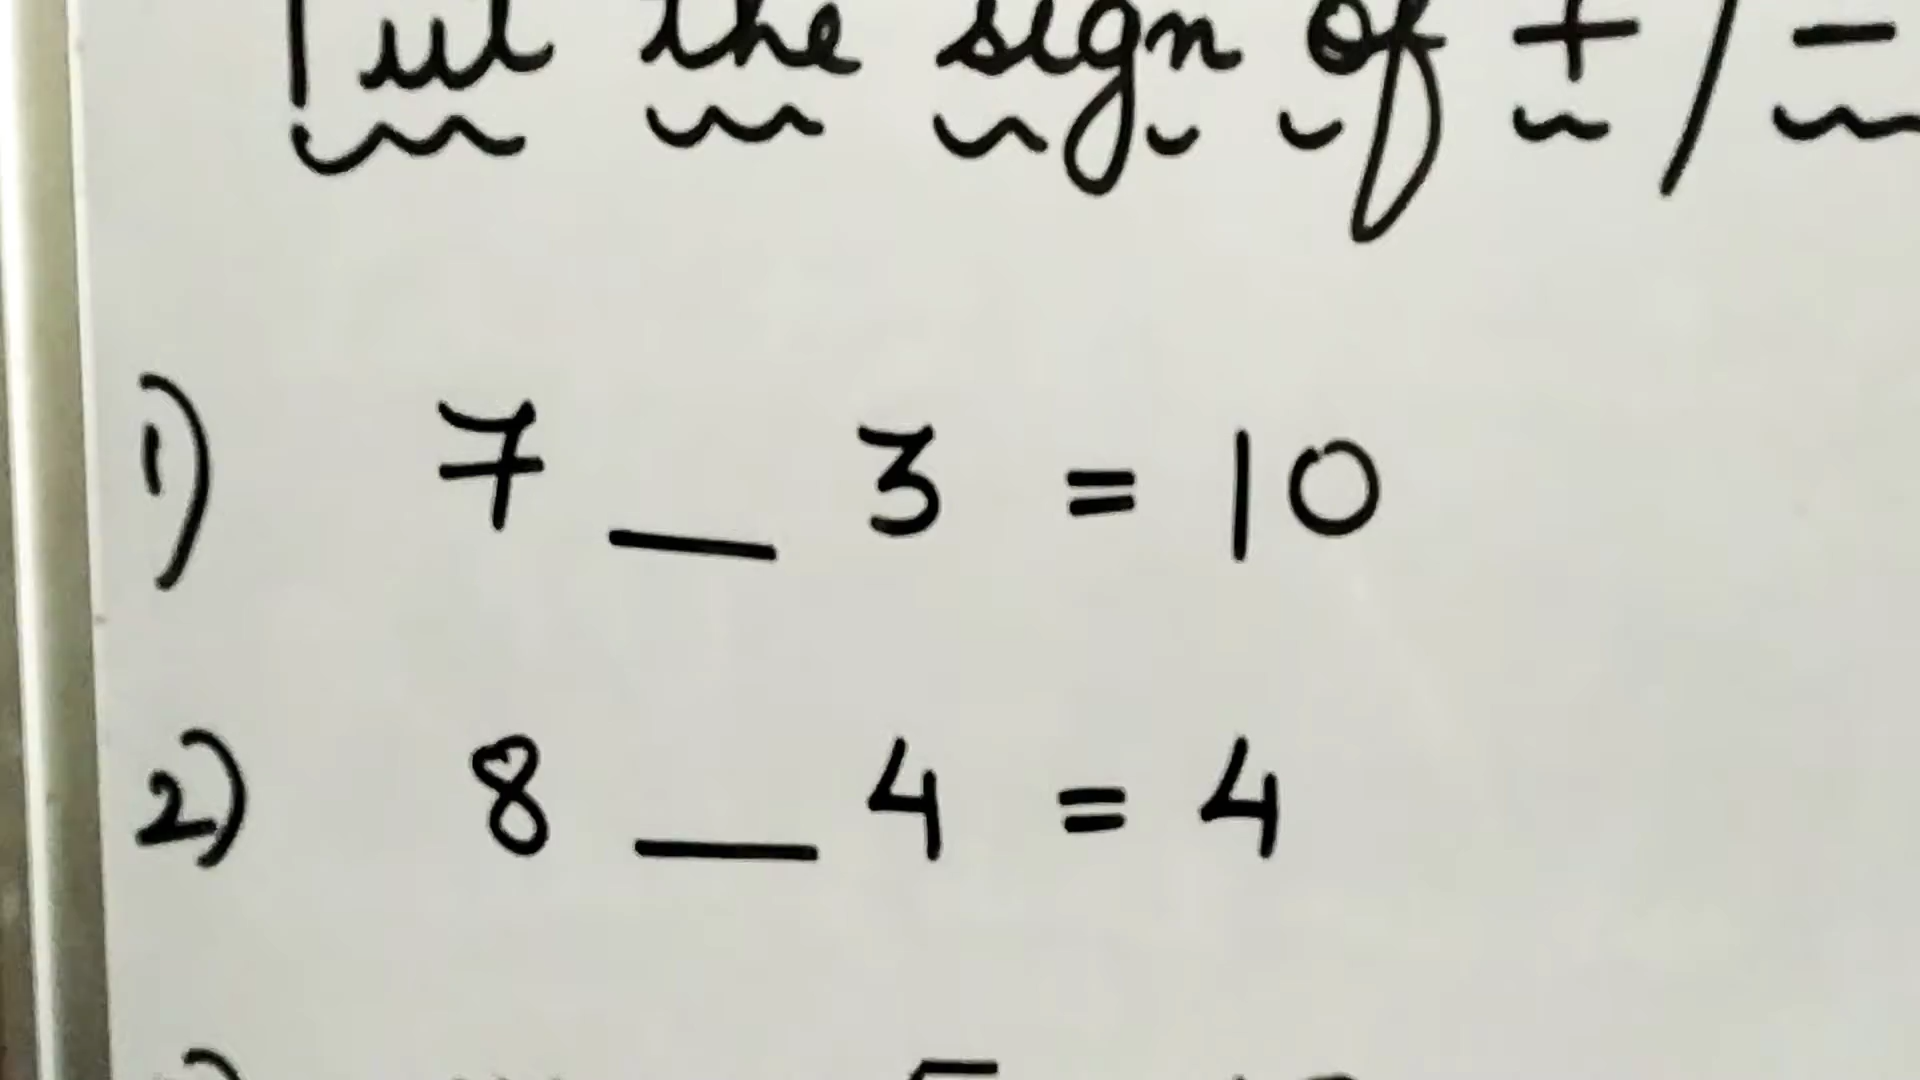 Put the sign of + / -
1) 7 __ 3 = 10
2) 8 __ 4 = 4